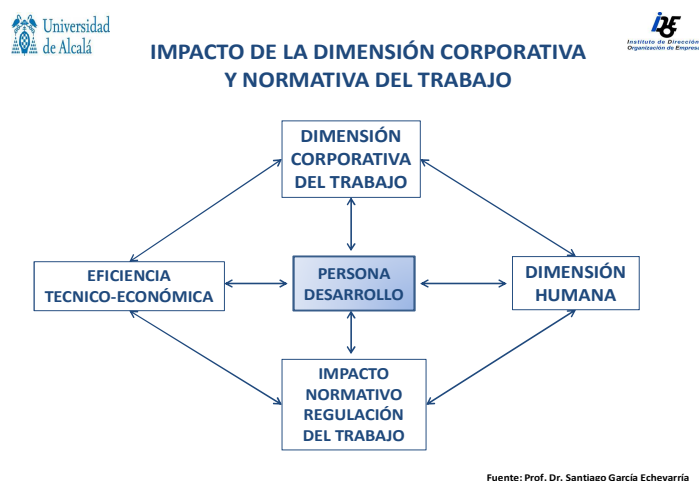 Universidad
de Alcalá
Instituto de Dirección
Organización de Empresa
IMPACTO DE LA DIMENSIÓN CORPORATIVA
Y NORMATIVA DEL TRABAJO
DIMENSIÓN
CORPORATIVA
DEL TRABAJO
EFICIENCIA
TECNICO-ECONÓMICA
PERSONA
DESARROLLO
DIMENSIÓN
HUMANA
IMPACTO
NORMATIVO
REGULACIÓN
DEL TRABAJO
Fuente: Prof. Dr. Santiago García Echevarría